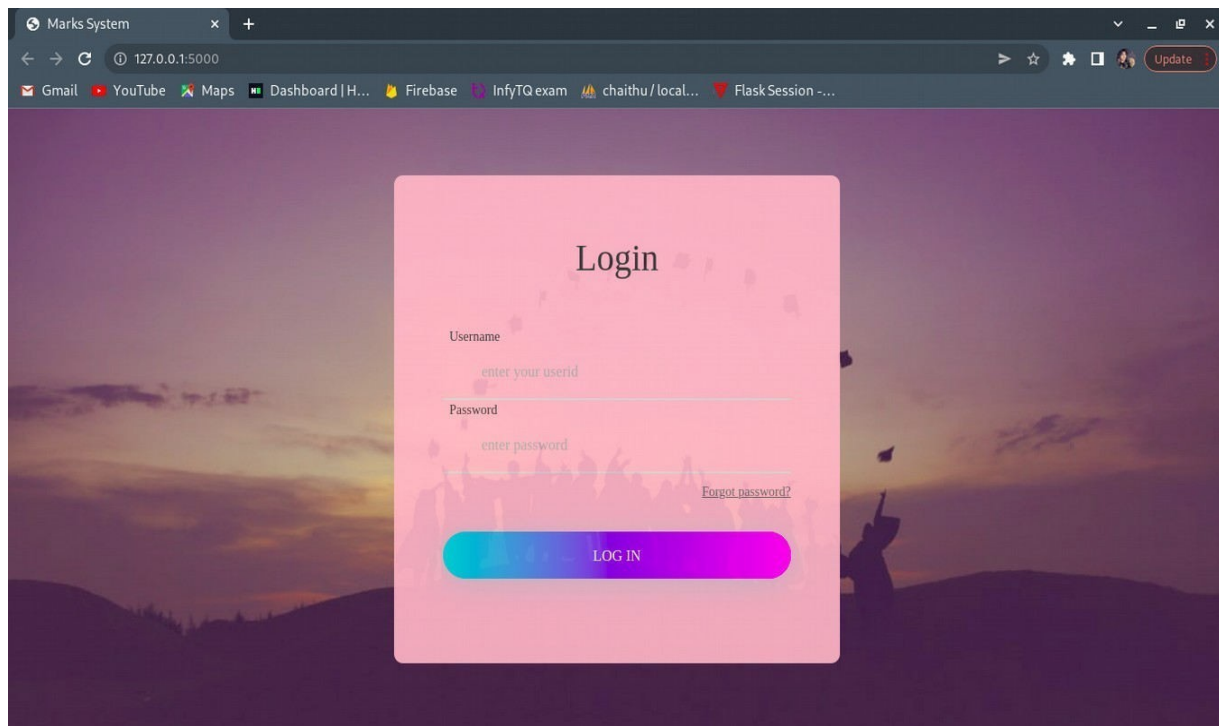 Marks System
127.0.0.1:5000
Update
Gmail YouTube Maps Dashboard | H... Firebase InfyTQ exam chaithu / local... Flask Session -...
Login
Username
enter your userid
Password
enter password
Forgot password?
LOG IN